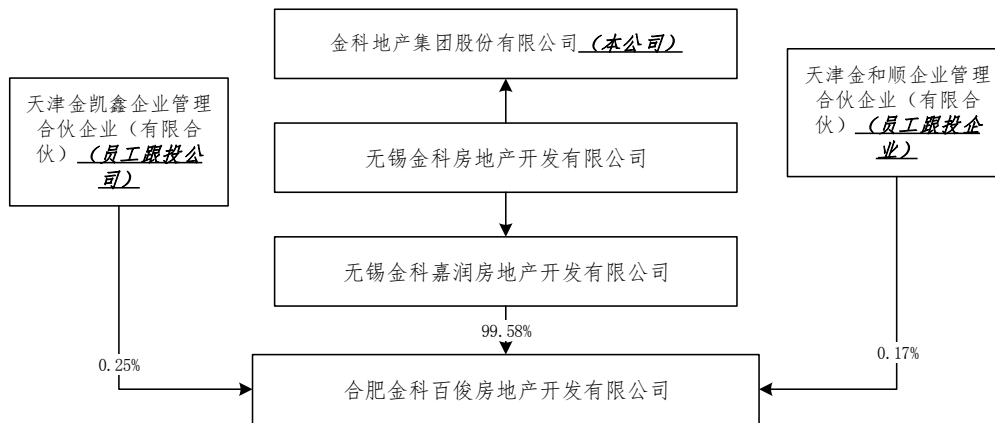 金科地产集团股份有限公司（本公司）
天津金凯鑫企业管理
合伙企业（有限合
伙）（员工跟投公
司）
天津金和顺企业管理
合伙企业（有限合
伙）（员工跟投企
业）
无锡金科房地产开发有限公司
无锡金科嘉润房地产开发有限公司
99.58%
0.25%
0.17%
合肥金科百俊房地产开发有限公司